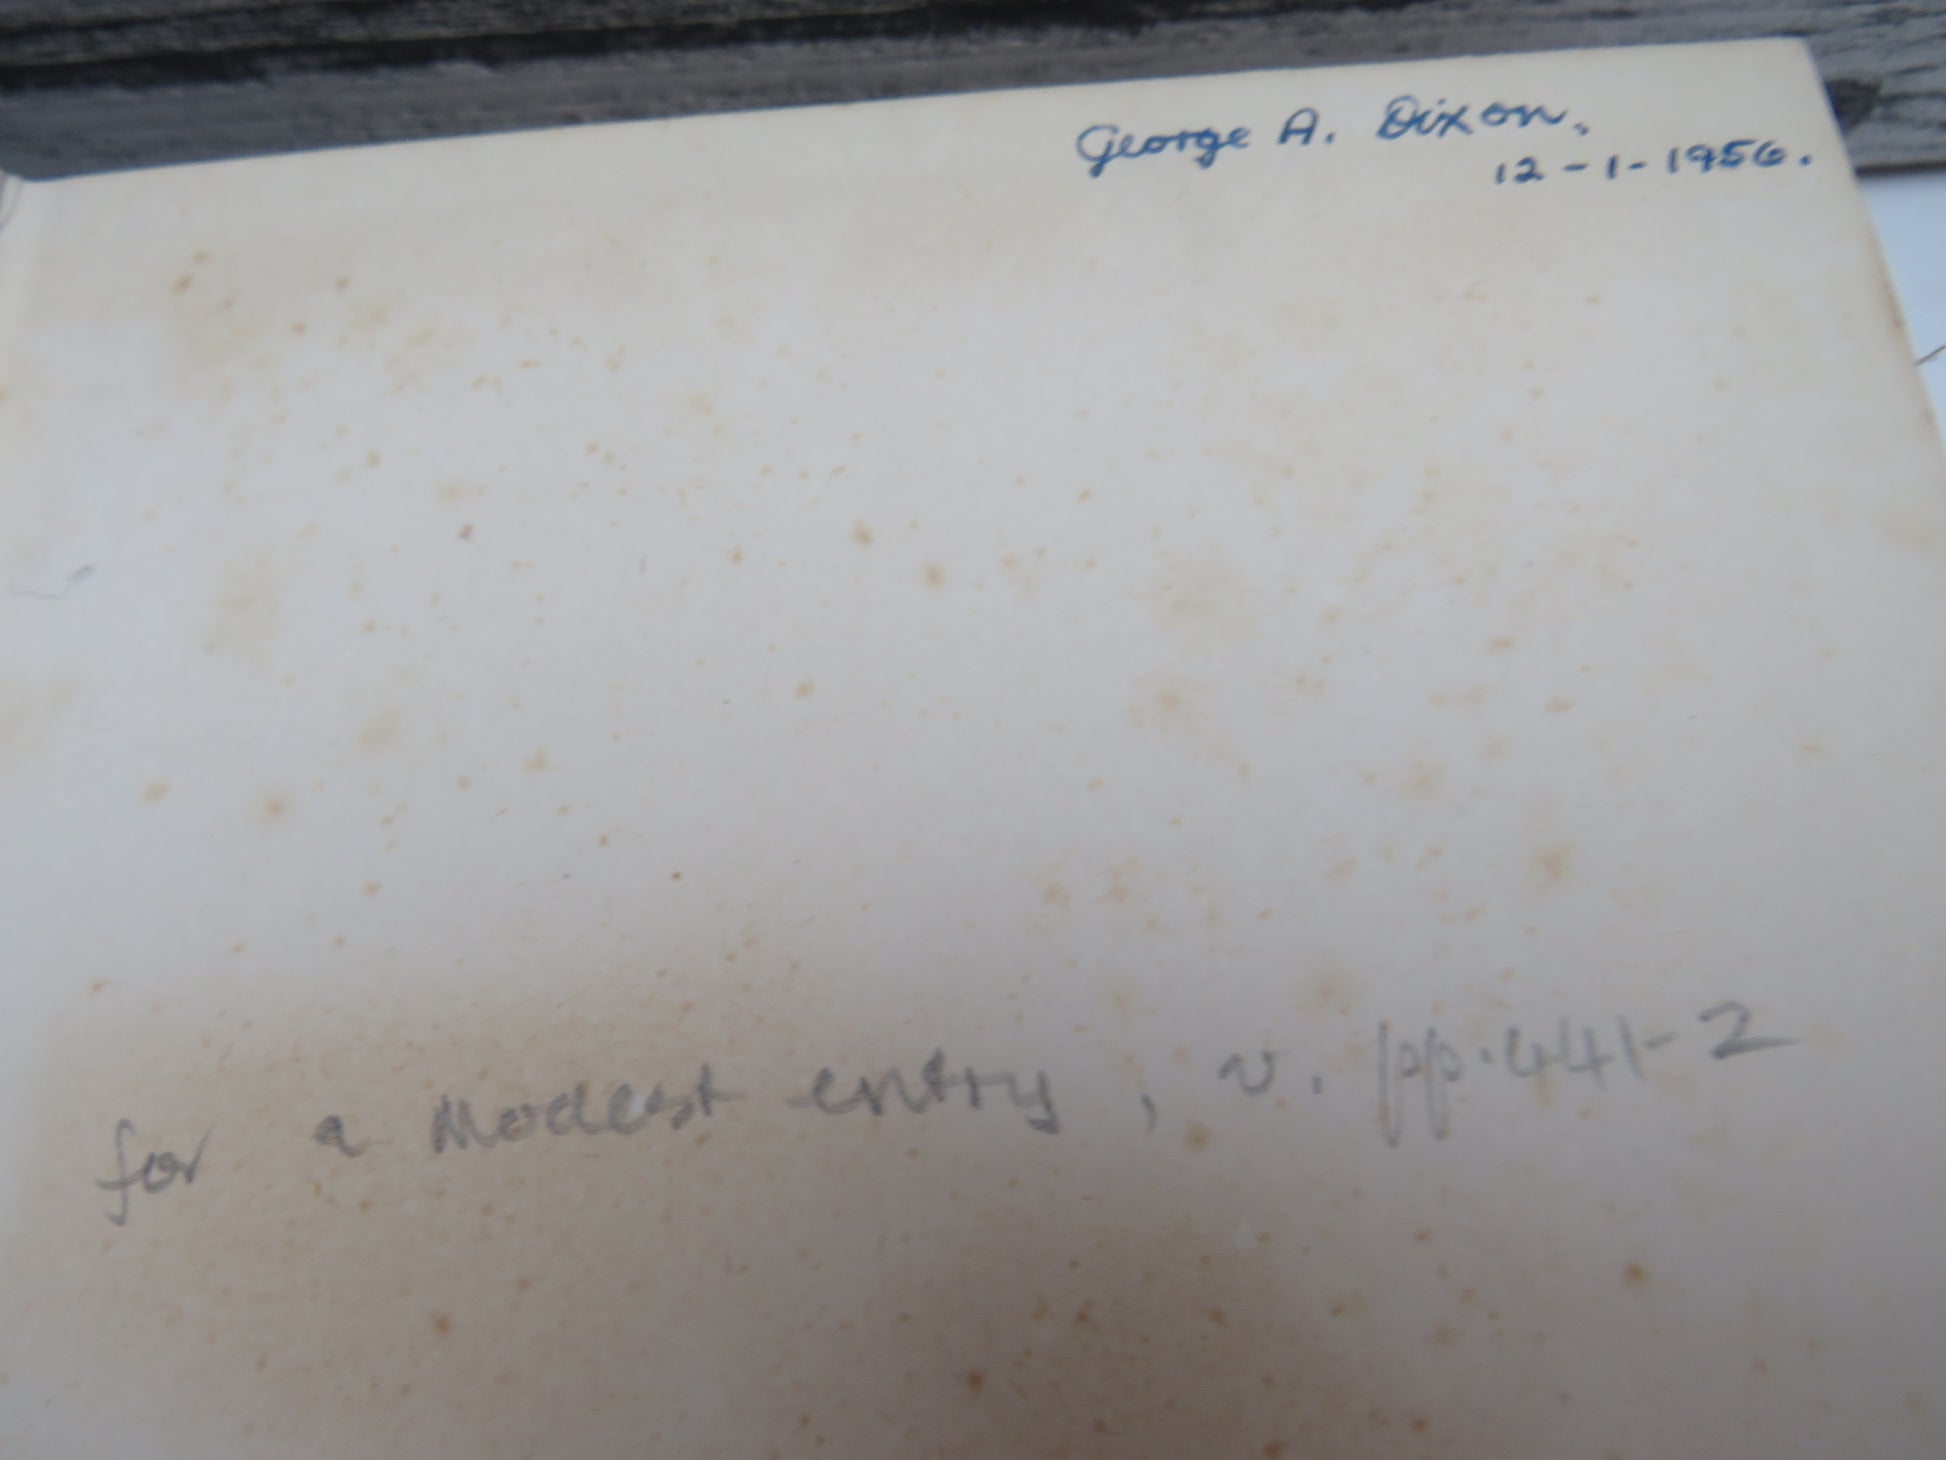 George A. Dixon.
12-1-1956.
for a Modest entry, v. pp. 441-2